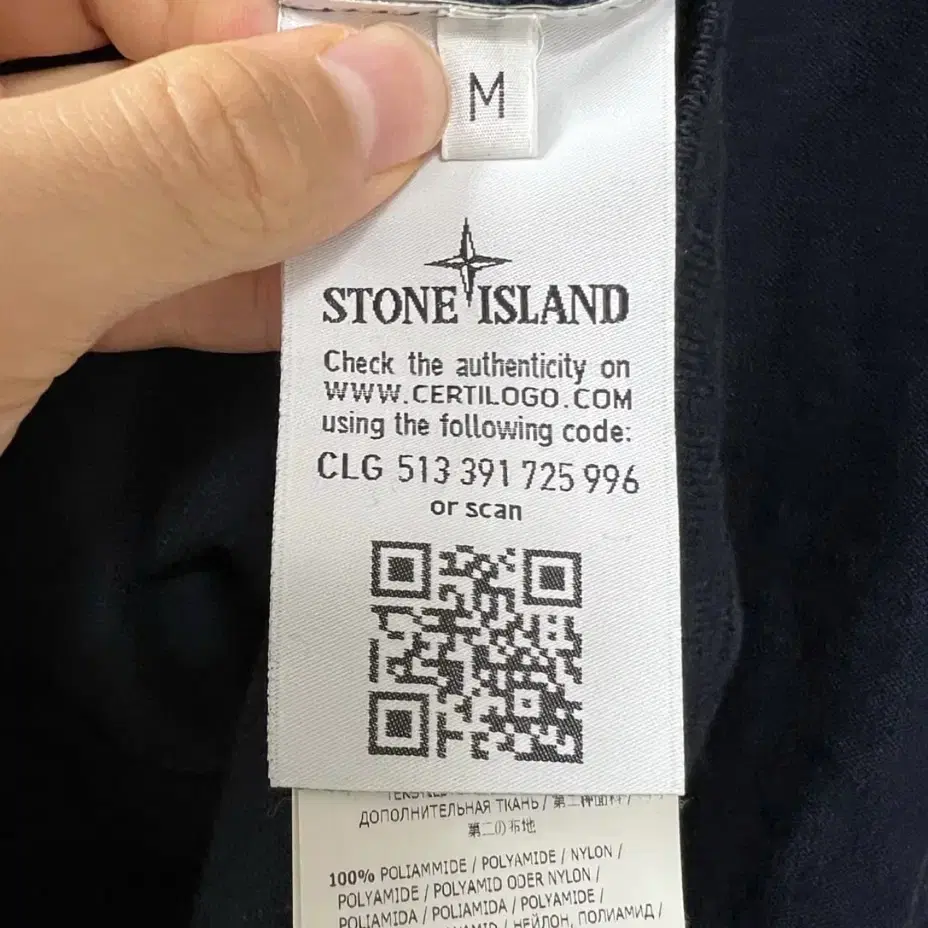 M
STONE ISLAND
Check the authenticity on
WWW.CERTILOGO.COM
using the following code:
CLG 513 391 725 996
or scan
ДОПОЛНИТЕЛЬНАЯ ТКАНЬ / 第二种面料 /
第二の布地
100% POLIAMMIDE / POLYAMIDE / NYLON /
POLYAMIDE / POLYAMID ODER NYLON /
POLIAMIDA / POLIAMIDA / POLYAMIDE /
НЕЙЛОН, ПОЛИАМИД /